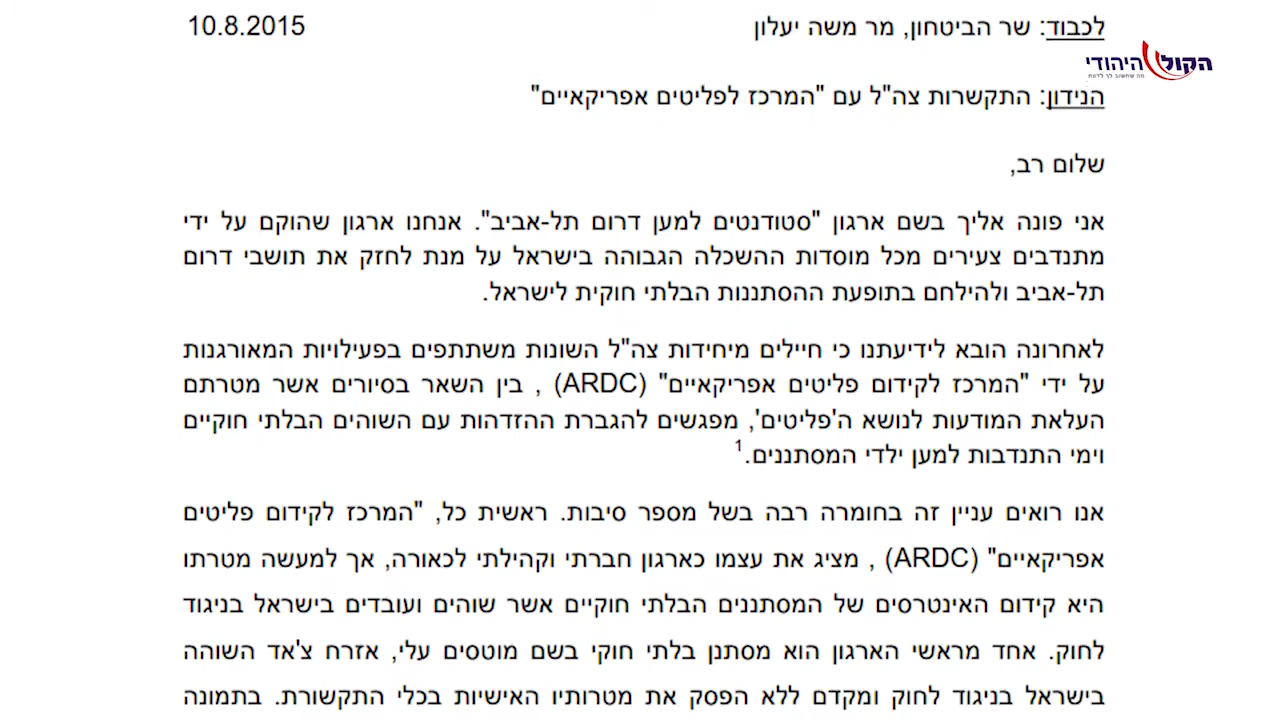 לכבוד: שר הביטחון, מר משה יעלון 10.8.2015
הקול היהודי
מה שחשוב לך לדעת
הנידון: התקשרות צה"ל עם "המרכז לפליטים אפריקאיים"
שלום רב,
אני פונה אליך בשם ארגון "סטודנטים למען דרום תל-אביב". אנחנו ארגון שהוקם על ידי
מתנדבים צעירים מכל מוסדות ההשכלה הגבוהה בישראל על מנת לחזק את תושבי דרום
תל-אביב ולהילחם בתופעת ההסתננות הבלתי חוקית לישראל.
לאחרונה הובא לידיעתנו כי חיילים מיחידות צה"ל השונות משתתפים בפעילויות המאורגנות
על ידי "המרכז לקידום פליטים אפריקאיים" (ARDC) , בין השאר בסיורים אשר מטרתם
העלאת המודעות לנושא ה'פליטים', מפגשים להגברת ההזדהות עם השוהים הבלתי חוקיים
וימי התנדבות למען ילדי המסתננים.1
אנו רואים עניין זה בחומרה רבה בשל מספר סיבות. ראשית כל, "המרכז לקידום פליטים
אפריקאיים" (ARDC) , מציג את עצמו כארגון חברתי וקהילתי לכאורה, אך למעשה מטרתו
היא קידום האינטרסים של המסתננים הבלתי חוקיים אשר שוהים ועובדים בישראל בניגוד
לחוק. אחד מראשי הארגון הוא מסתנן בלתי חוקי בשם מוטסים עלי, אזרח צ'אד השוהה
בישראל בניגוד לחוק ומקדם ללא הפסק את מטרותיו האישיות בכלי התקשורת. בתמונה